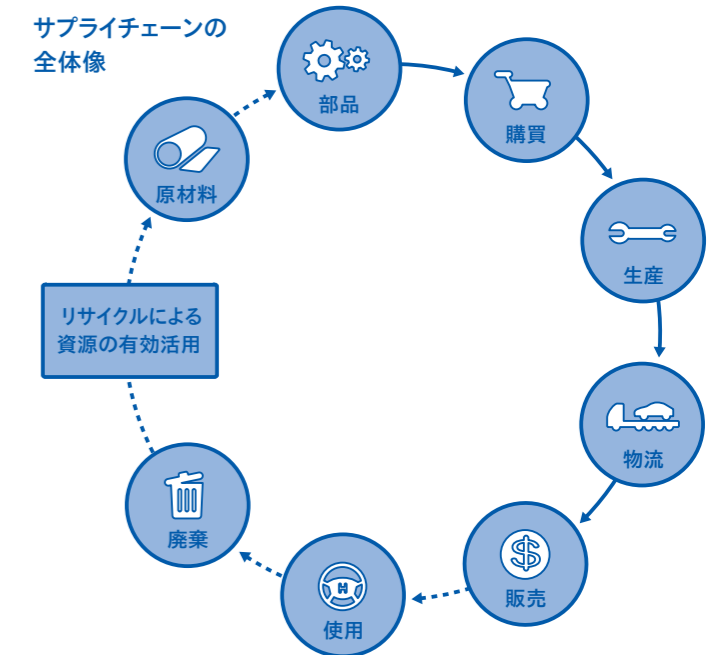 サプライチェーンの
全体像
部品
購買
生産
物流
$
販売
H
使用
廃棄
リサイクルによる
資源の有効活用
原材料